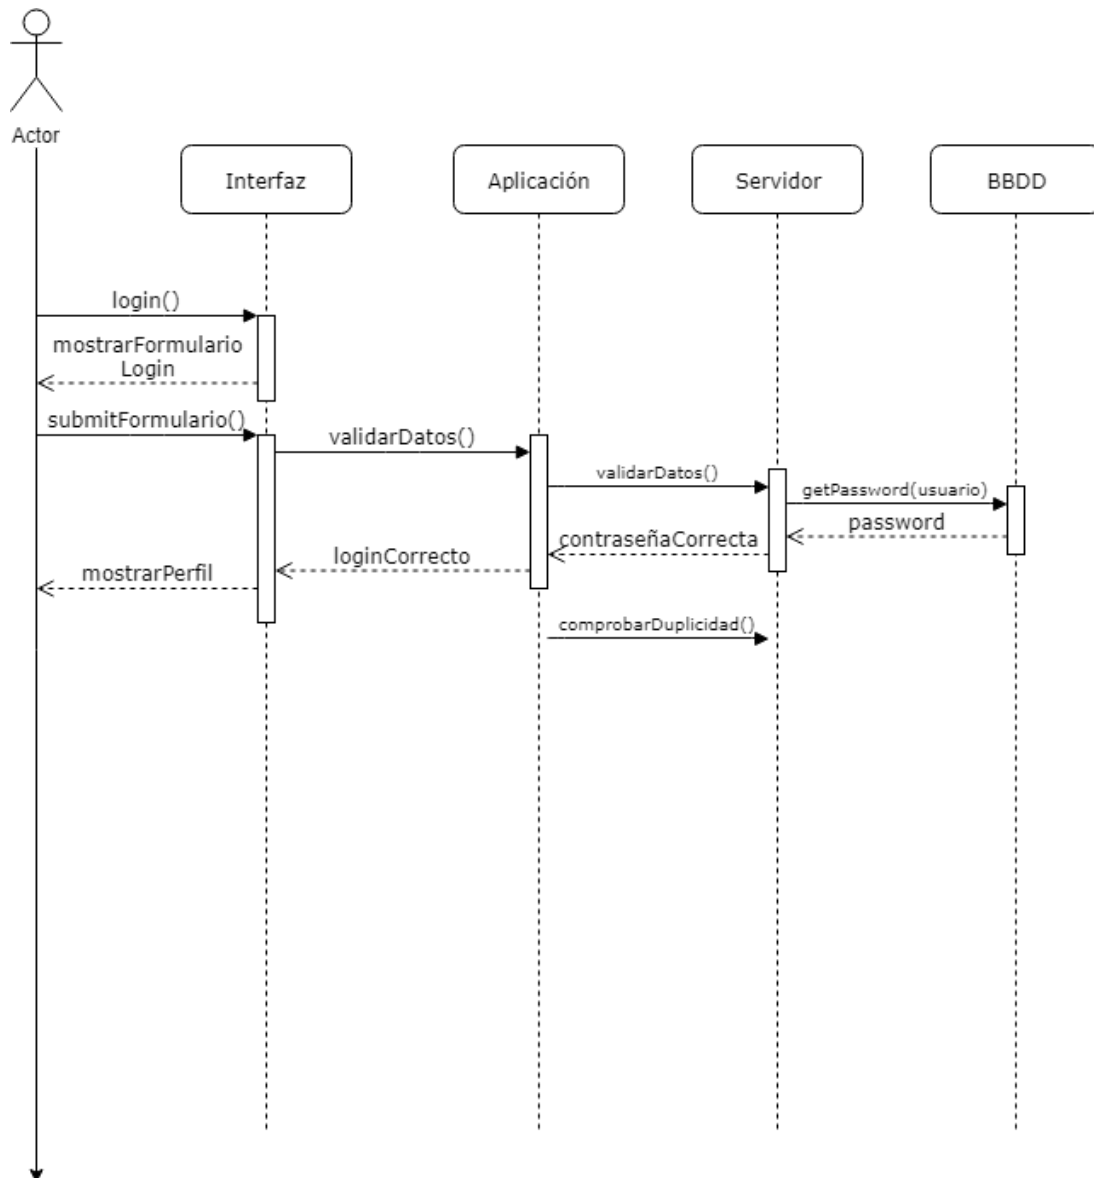 Actor
Interfaz
Aplicación
Servidor
BBDD
login()
mostrarFormulario
Login
submitFormulario()
validarDatos()
validarDatos()
getPassword(usuario)
password
contraseñaCorrecta
loginCorrecto
mostrarPerfil
comprobarDuplicidad()